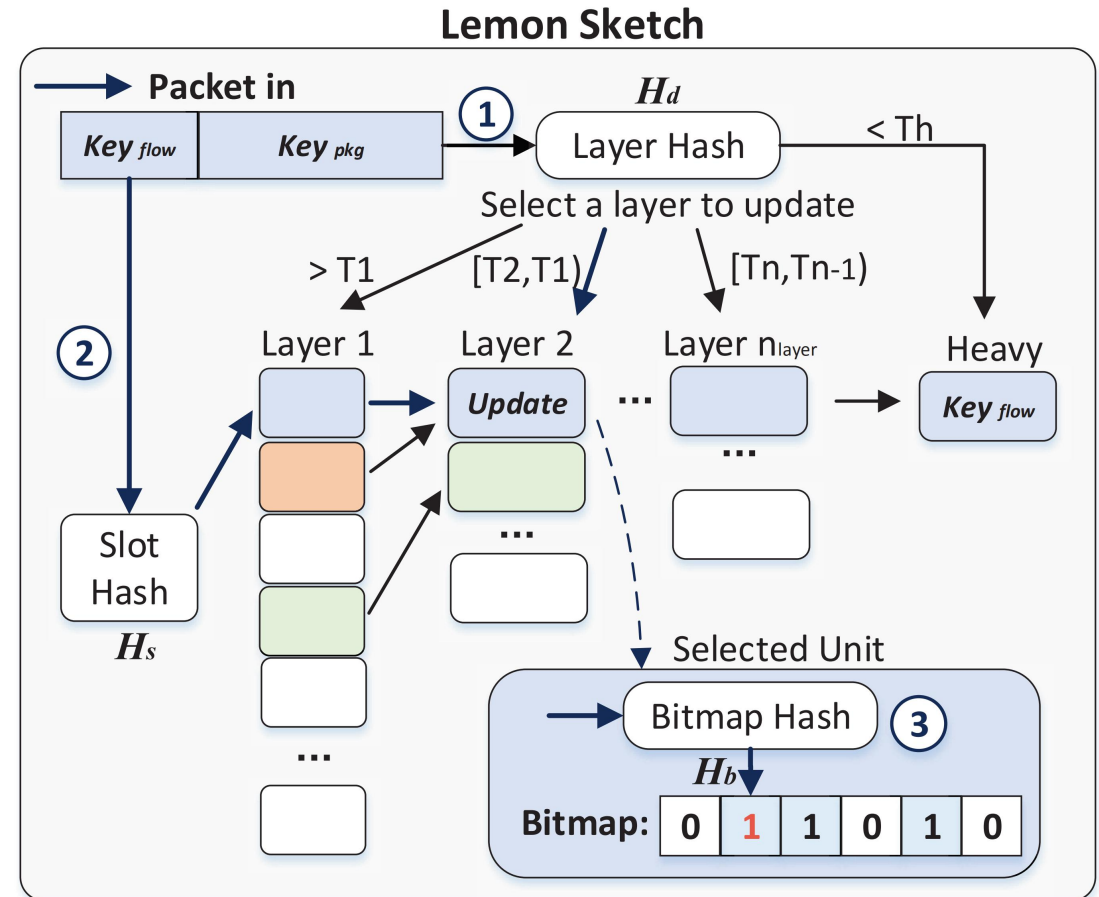 Lemon Sketch
Packet in
Key flow
Key pkg
1
Hd
Layer Hash
< Th
Select a layer to update
> T1
[T2,T1)
[Tn,Tn-1)
2
Layer 1
Layer 2
Layer nlayer
Heavy
Update
...
Key flow
...
...
Slot
Hash
Hs
Selected Unit
Bitmap Hash
3
...
Hb
Bitmap: 0 1 1 0 1 0